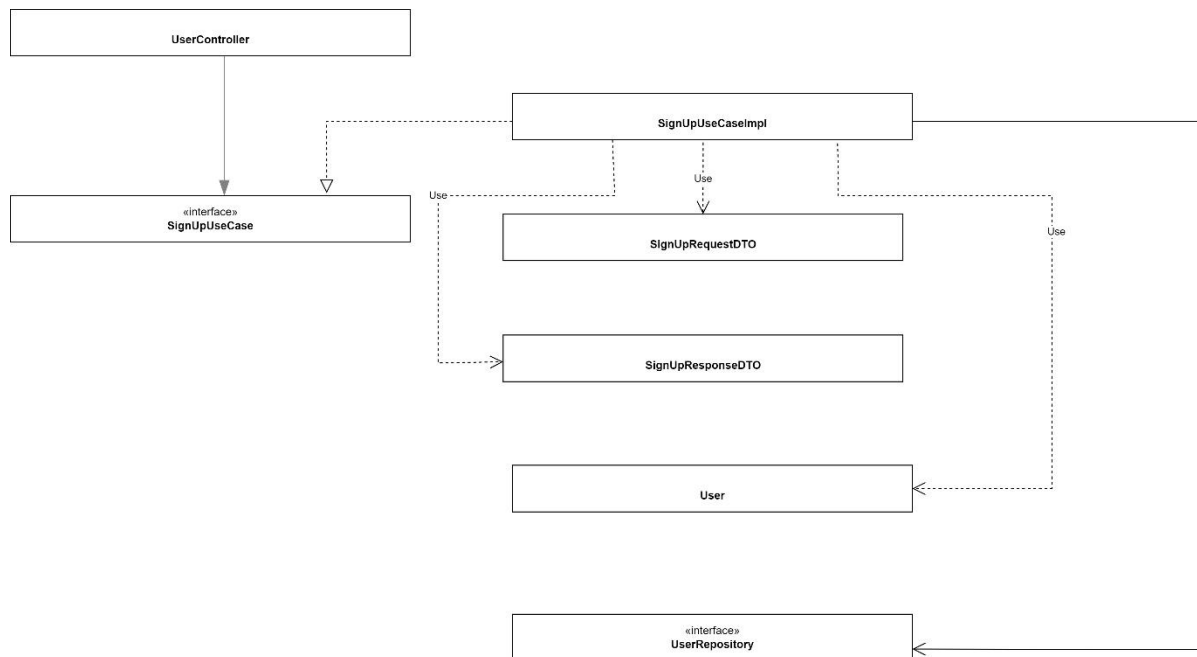 UserController
SignUpUseCaseImpl
Use
Use
«interface»
SignUpUseCase
SignUpRequestDTO
Use
SignUpResponseDTO
User
«interface»
UserRepository